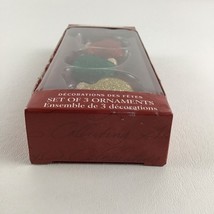 DÉCORATIONS DES FÊTES
SET OF 3 ORNAMENTS
Ensemble de 3 décorations